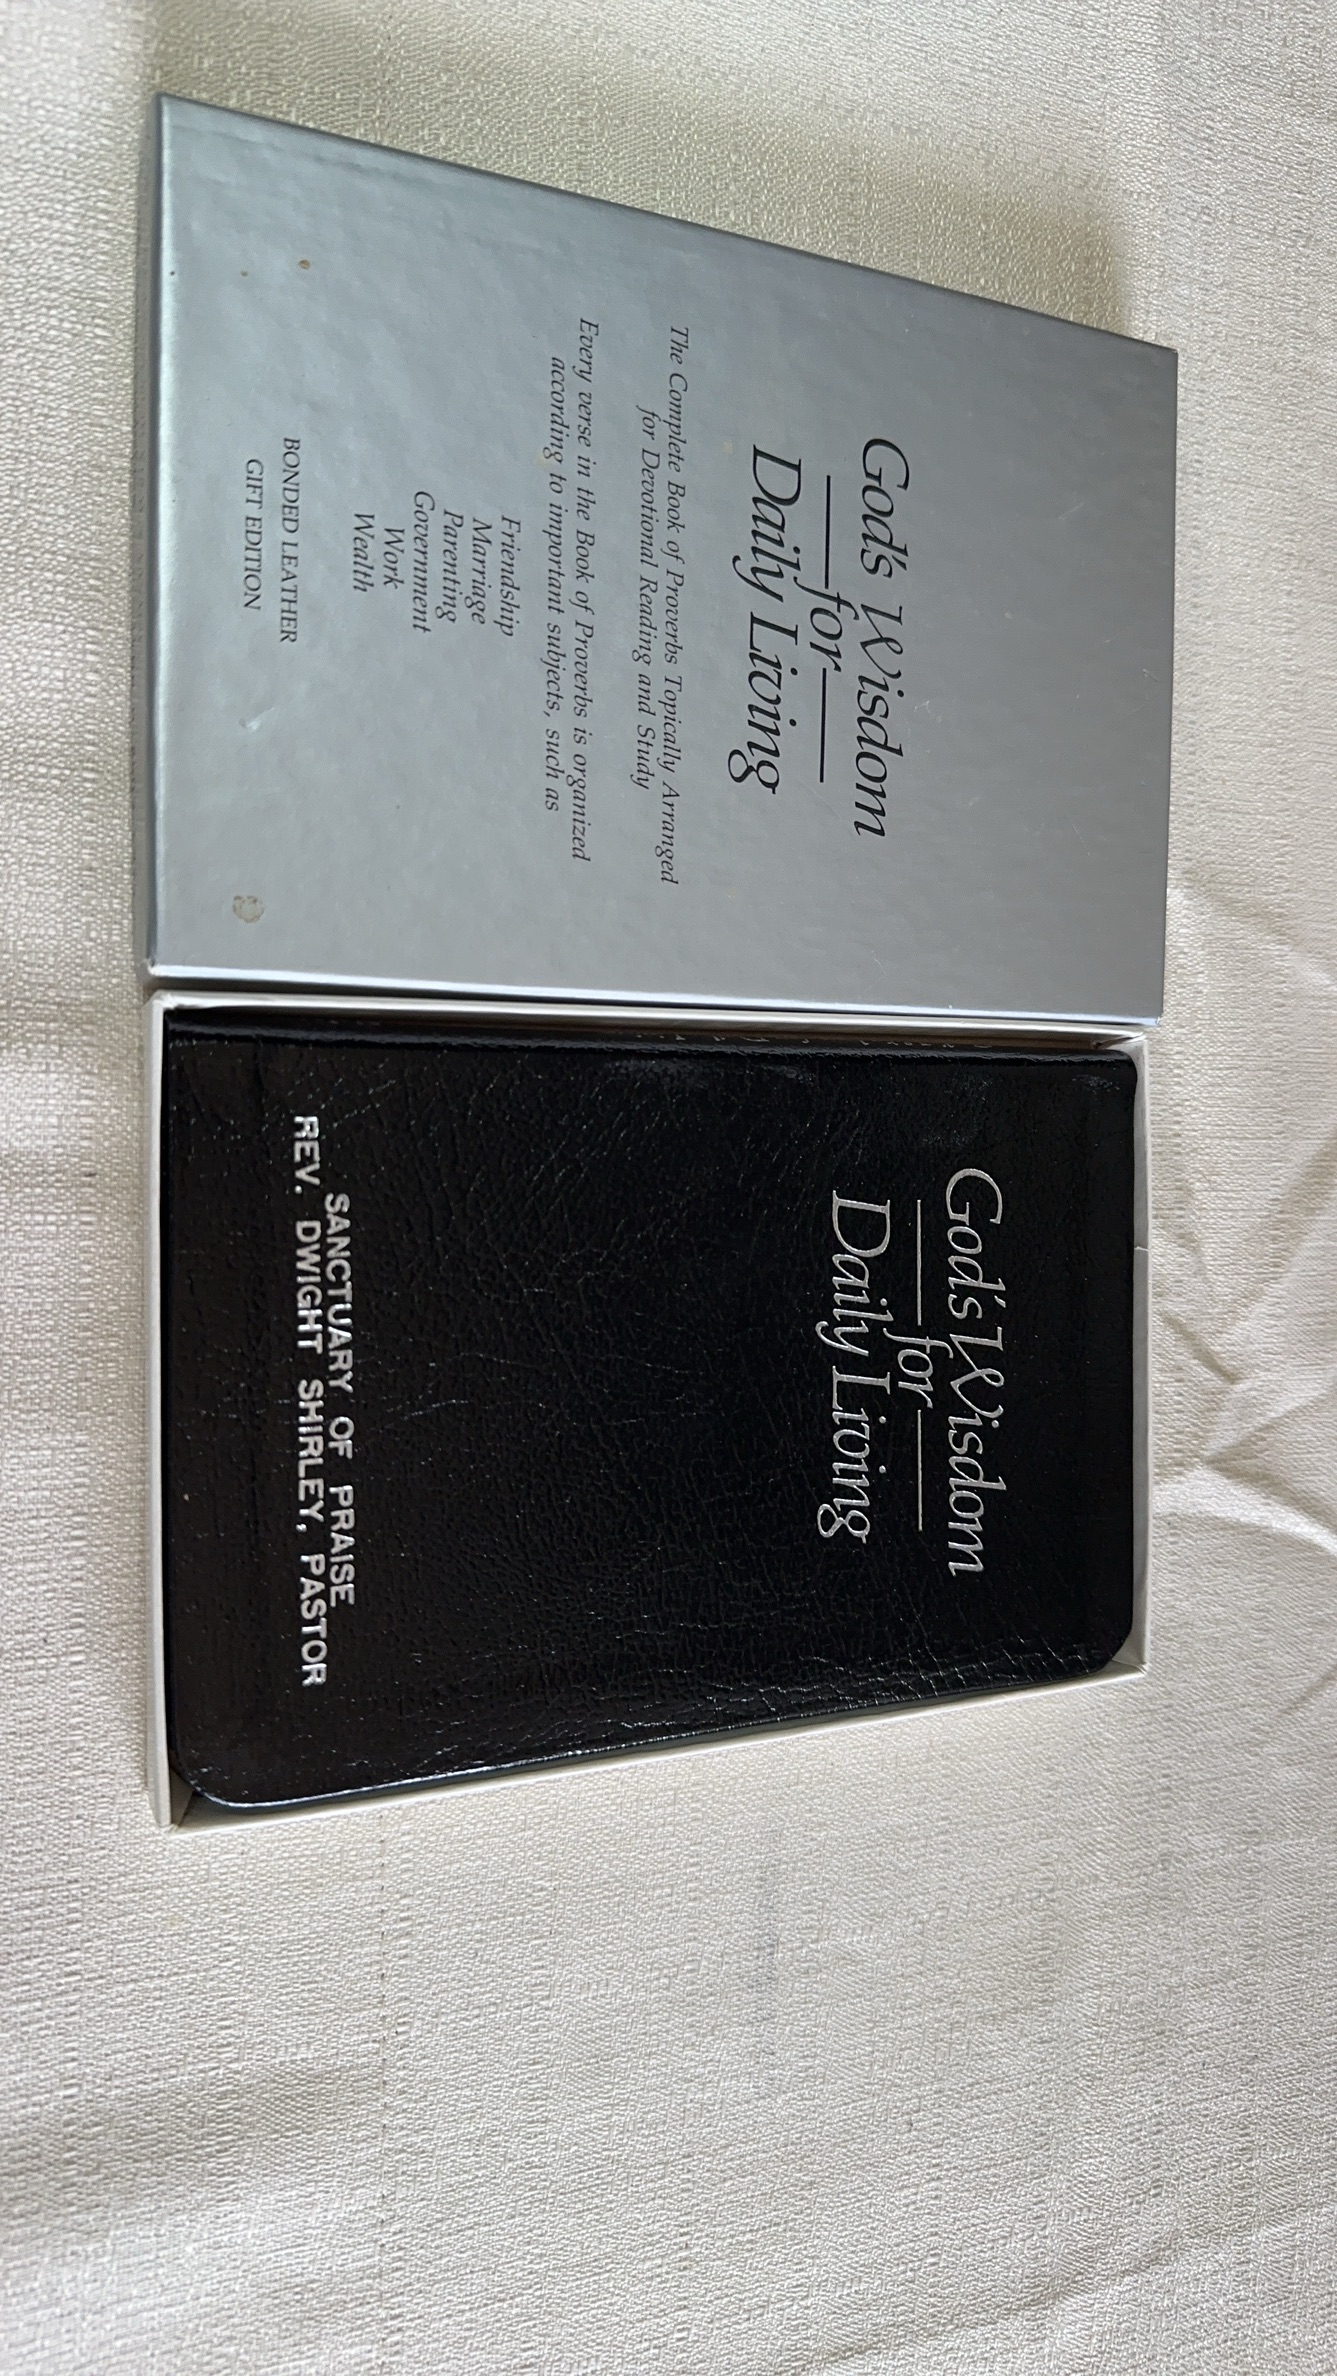 God's Wisdom
for
Daily Living
The Complete Book of Proverbs Topically Arranged
for Devotional Reading and Study
Every verse in the Book of Proverbs is organized
according to important subjects, such as
Friendship
Marriage
Parenting
Government
Work
Wealth
BONDED LEATHER
GIFT EDITION
God's Wisdom
for
Daily Living
SANCTUARY OF PRAISE
REV. DWIGHT SHIRLEY, PASTOR